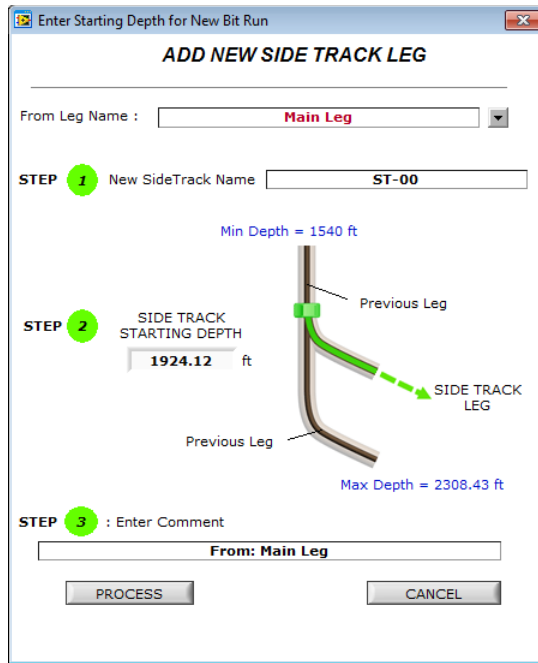 Enter Starting Depth for New Bit Run
ADD NEW SIDE TRACK LEG
From Leg Name : Main Leg
STEP 1 New SideTrack Name ST-00
Min Depth = 1540 ft
Previous Leg
STEP 2 SIDE TRACK
STARTING DEPTH
1924.12 ft
SIDE TRACK
LEG
Previous Leg
Max Depth = 2308.43 ft
STEP 3 : Enter Comment
From: Main Leg
PROCESS CANCEL